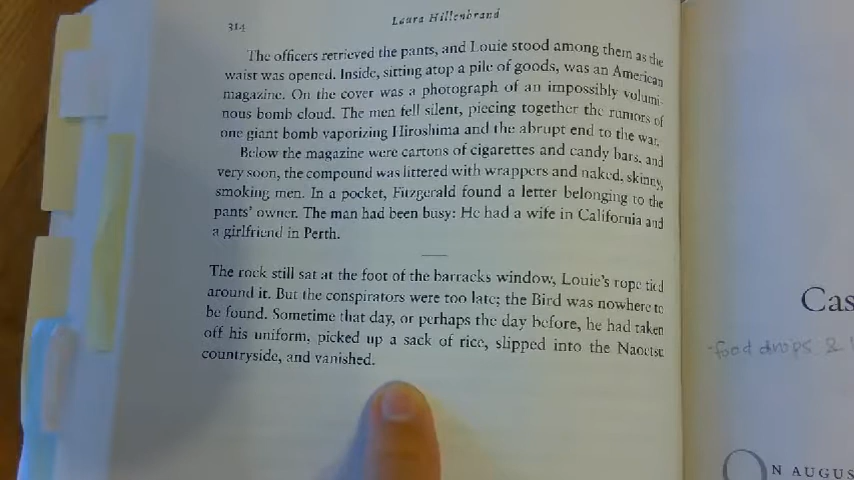 314
Laura Hillenbrand
The officers retrieved the pants, and Louie stood among them as the
waist was opened. Inside, sitting atop a pile of goods, was an American
magazine. On the cover was a photograph of an impossibly volumi-
nous bomb cloud. The men fell silent, piecing together the rumors of
one giant bomb vaporizing Hiroshima and the abrupt end to the war.
Below the magazine were cartons of cigarettes and candy bars, and
very soon, the compound was littered with wrappers and naked, skinny,
smoking men. In a pocket, Fitzgerald found a letter belonging to the
pants' owner. The man had been busy: He had a wife in California and
a girlfriend in Perth.
The rock still sat at the foot of the barracks window, Louie's rope tied
around it. But the conspirators were too late; the Bird was nowhere to
be found. Sometime that day, or perhaps the day before, he had taken
off his uniform, picked up a sack of rice, slipped into the Naoetsu
countryside, and vanished.
Cas
-food drops &
ON AUGUS